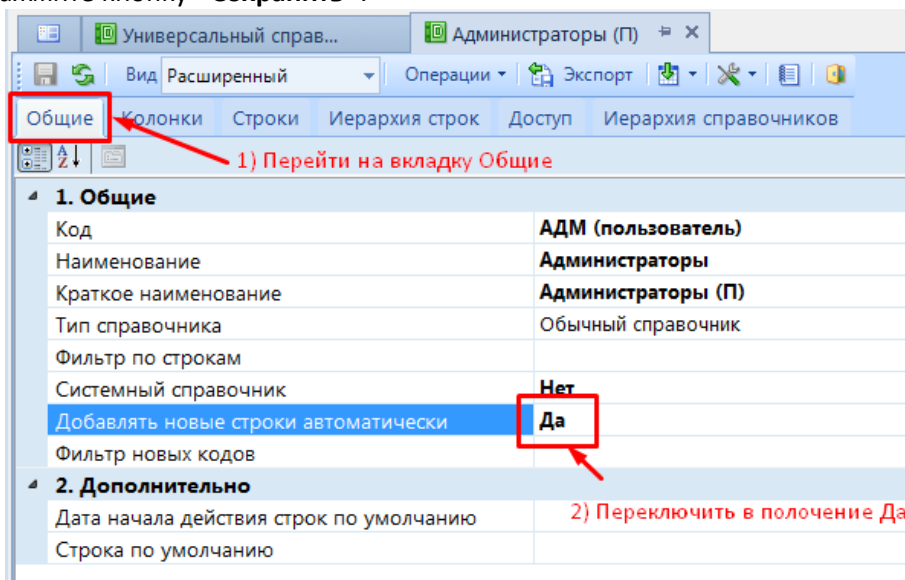 Сохранить
Универсальный справ... Администраторы (П)
Вид Расширенный Операции Экспорт
Общие Колонки Строки Иерархия строк Доступ Иерархия справочников
1) Перейти на вкладку Общие
1. Общие
Код АДМ (пользователь)
Наименование Администраторы
Краткое наименование Администраторы (П)
Тип справочника Обычный справочник
Фильтр по строкам
Системный справочник Нет
Добавлять новые строки автоматически Да
Фильтр новых кодов
2. Дополнительно
Дата начала действия строк по умолчанию
2) Переключить в полочение Да
Строка по умолчанию